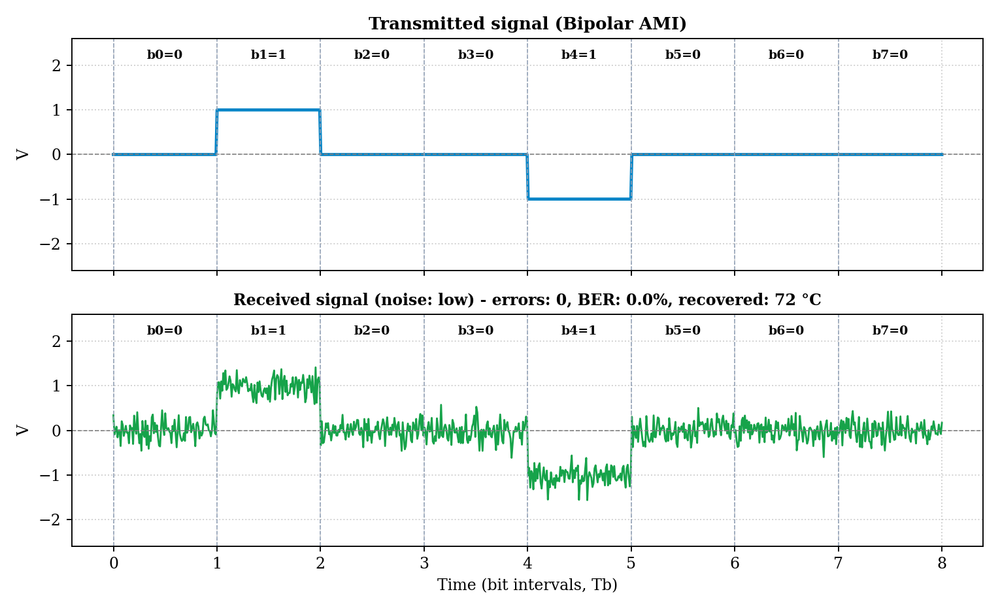 Transmitted signal (Bipolar AMI)
b0=0 b1=1 b2=0 b3=0 b4=1 b5=0 b6=0 b7=0
2
1
0
−1
−2
V
Received signal (noise: low) - errors: 0, BER: 0.0%, recovered: 72 °C
b0=0 b1=1 b2=0 b3=0 b4=1 b5=0 b6=0 b7=0
2
1
0
−1
−2
V
0 1 2 3 4 5 6 7 8
Time (bit intervals, Tb)